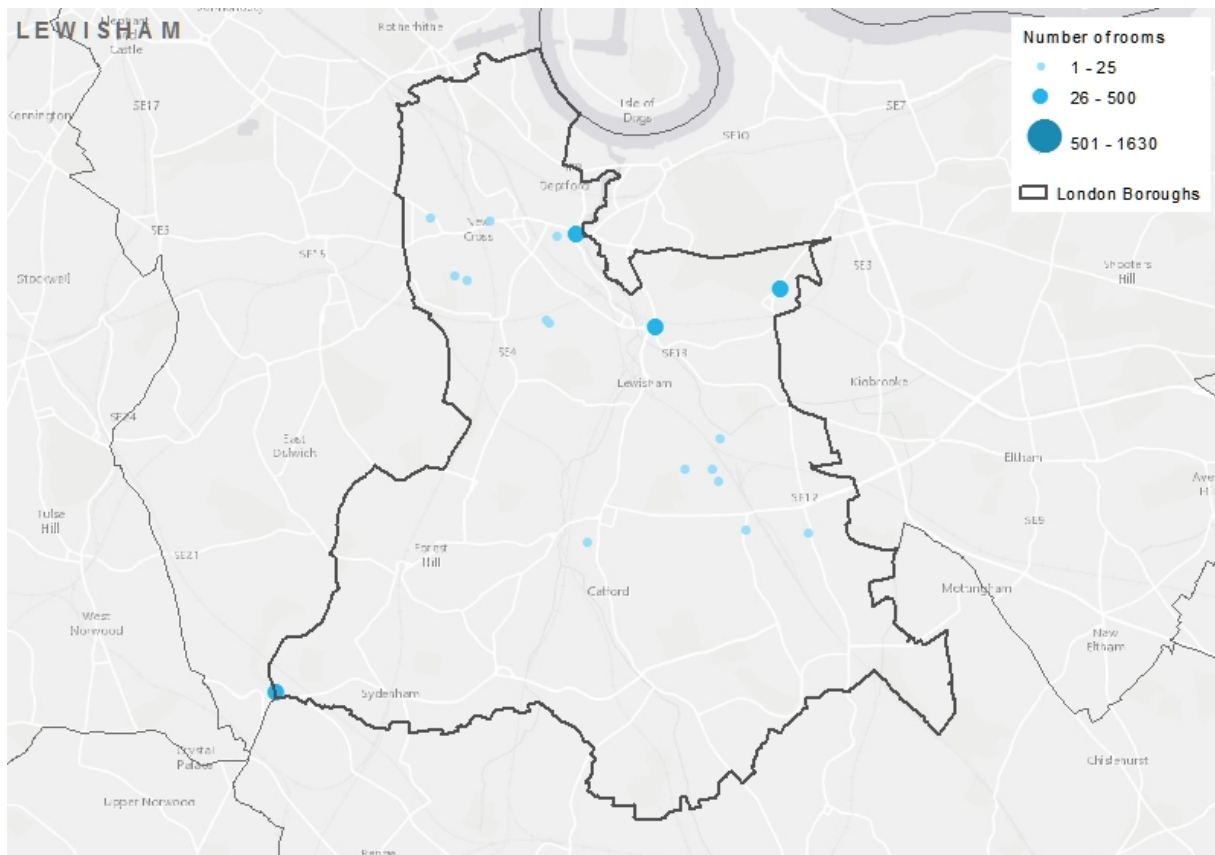 LEWISHAM
Rotherhithe
Castle
SE17
Kennington
Isle of
Dogs
SE10
SE7
Deptford
New
Cross
SE15
Stockwell
SE3
Shooters
Hill
SE4
SE13
Lewisham
Kidbrooke
SE24
East
Dulwich
Eltham
Tulse
Hill
SE12
SE9
SE21
Forest
Hill
Catford
Mottingham
West
Norwood
New
Eltham
Sydenham
Crystal
Palace
Chislehurst
Upper Norwood
Penge
Number of rooms
1 - 25
26 - 500
501 - 1630
London Boroughs